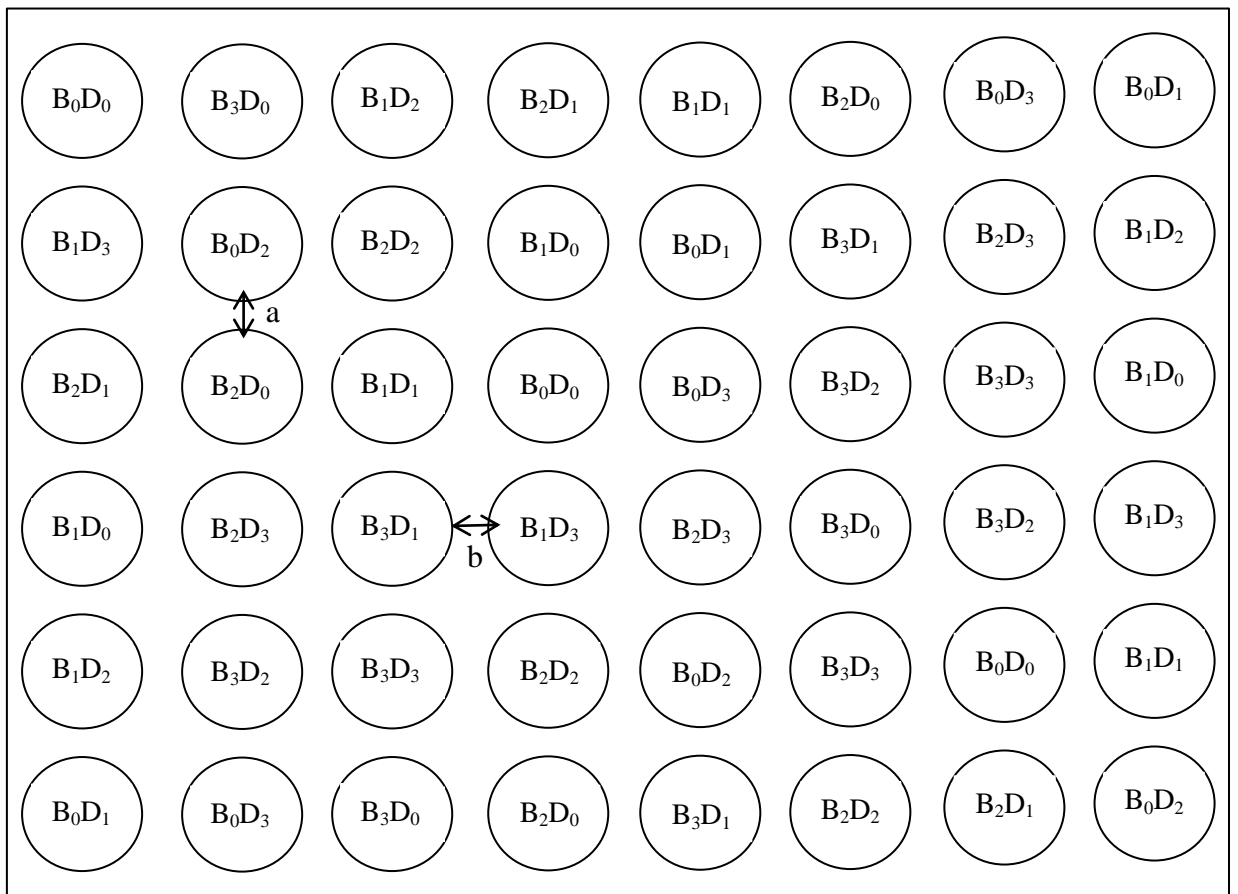 B₀D₀ B₃D₀ B₁D₂ B₂D₁ B₁D₁ B₂D₀ B₀D₃ B₀D₁
B₁D₃ B₀D₂ B₂D₂ B₁D₀ B₀D₁ B₃D₁ B₂D₃ B₁D₂
a
B₂D₁ B₂D₀ B₁D₁ B₀D₀ B₀D₃ B₃D₂ B₃D₃ B₁D₀
B₁D₀ B₂D₃ B₃D₁ B₁D₃ B₂D₃ B₃D₀ B₃D₂ B₁D₃
b
B₁D₂ B₃D₂ B₃D₃ B₂D₂ B₀D₂ B₃D₃ B₀D₀ B₁D₁
B₀D₁ B₀D₃ B₃D₀ B₂D₀ B₃D₁ B₂D₂ B₂D₁ B₀D₂